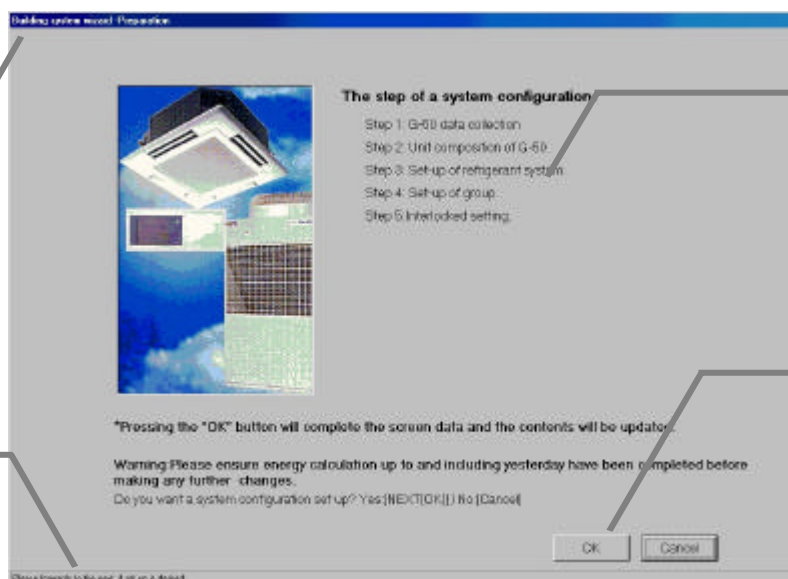 Building system wizard-Preparation
The step of a system configuration
Step 1: G-50 data collection
Step 2: Unit composition of G-50
Step 3: Set-up of refrigerant system
Step 4: Set-up of group
Step 5: Interlocked setting.
*Pressing the "OK" button will complete the screen data and the contents will be updated.
Warning:Please ensure energy calculation up to and including yesterday have been completed before
making any further changes.
Do you want a system configuration set up? Yes:[NEXT(OK)] No:[Cancel]
OK Cancel